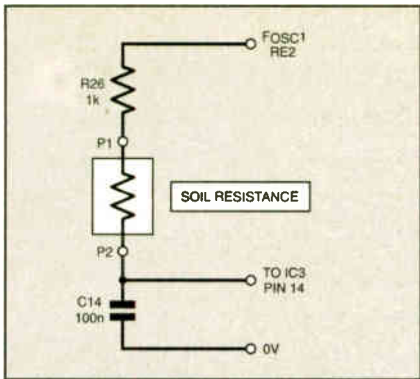 FOSC1
RE2
R26
1k
P1
SOIL RESISTANCE
P2
TO IC3
PIN 14
C14
100n
0V